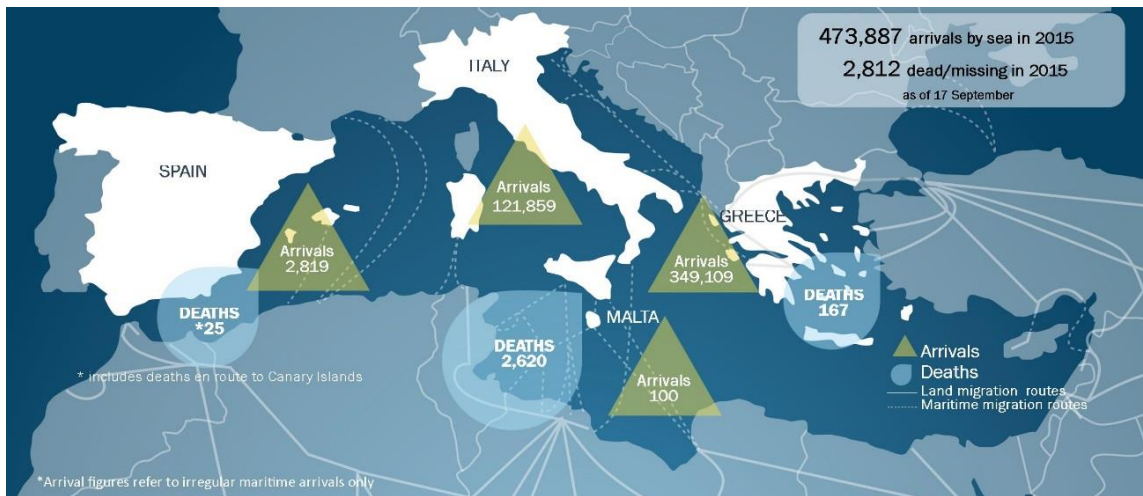 473,887 arrivals by sea in 2015
2,812 dead/missing in 2015
as of 17 September
ITALY
SPAIN
Arrivals
121,859
GREECE
Arrivals
2,819
Arrivals
349,109
DEATHS
*25
MALTA
DEATHS
167
DEATHS
2,620
Arrivals
100
* includes deaths en route to Canary Islands
Arrivals
Deaths
Land migration routes
Maritime migration routes
*Arrival figures refer to irregular maritime arrivals only